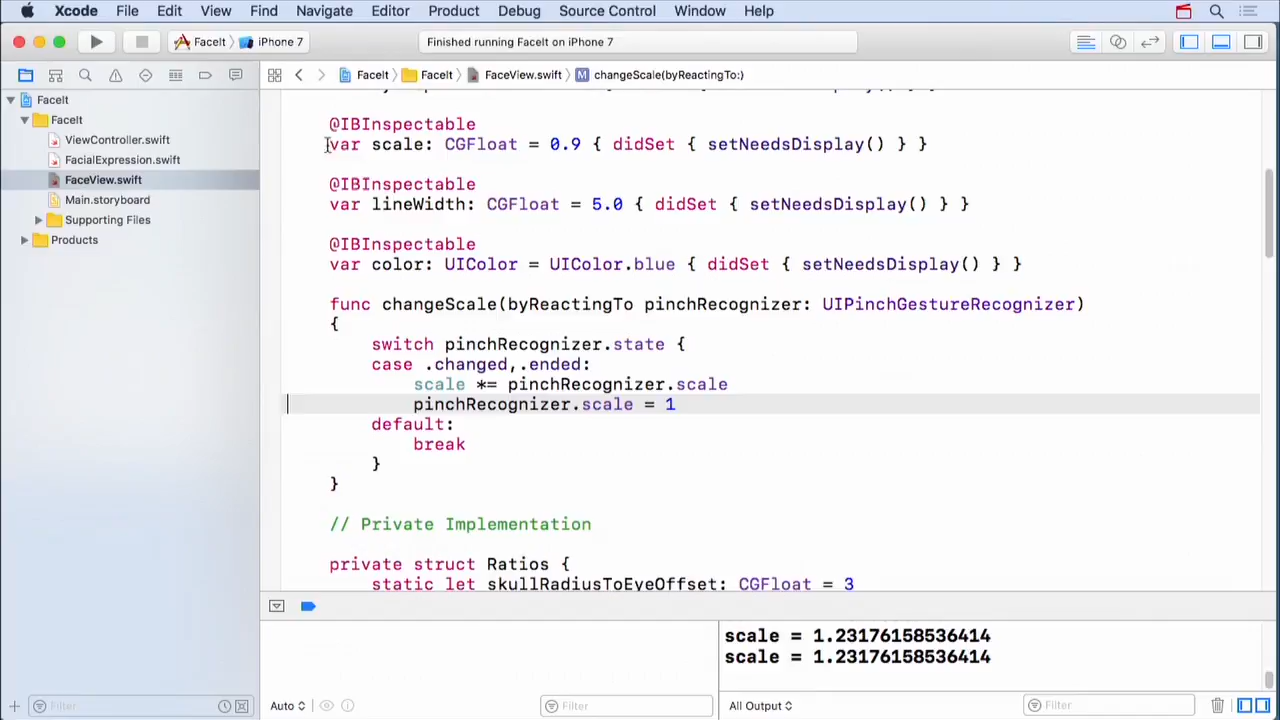 Xcode File Edit View Find Navigate Editor Product Debug Source Control Window Help
FaceIt iPhone 7 Finished running FaceIt on iPhone 7
FaceIt FaceIt FaceView.swift M changeScale(byReactingTo:)
FaceIt
FaceIt
ViewController.swift
FacialExpression.swift
FaceView.swift
Main.storyboard
Supporting Files
Products
@IBInspectable
var scale: CGFloat = 0.9 { didSet { setNeedsDisplay() } }
@IBInspectable
var lineWidth: CGFloat = 5.0 { didSet { setNeedsDisplay() } }
@IBInspectable
var color: UIColor = UIColor.blue { didSet { setNeedsDisplay() } }
func changeScale(byReactingTo pinchRecognizer: UIPinchGestureRecognizer)
{
switch pinchRecognizer.state {
case .changed,.ended:
scale *= pinchRecognizer.scale
pinchRecognizer.scale = 1
default:
break
}
}
// Private Implementation
private struct Ratios {
static let skullRadiusToEyeOffset: CGFloat = 3
scale = 1.23176158536414
scale = 1.23176158536414
Filter Auto Filter All Output Filter